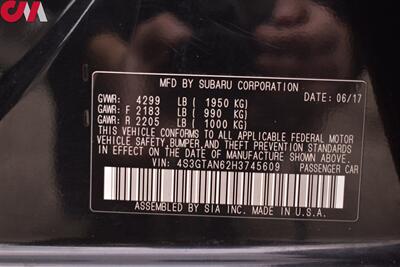 CM
MFD. BY SUBARU CORPORATION DATE: 06/17
GVWR: 4299 LB ( 1950 KG)
GAWR: F 2183 LB ( 990 KG)
GAWR: R 2205 LB ( 1000 KG)
THIS VEHICLE CONFORMS TO ALL APPLICABLE FEDERAL MOTOR
VEHICLE SAFETY,BUMPER,AND THEFT PREVENTION STANDARDS
IN EFFECT ON THE DATE OF MANUFACTURE SHOWN ABOVE.
VIN: 4S3GTAN62H3745609 PASSENGER CAR
ASSEMBLED BY SIA INC. MADE IN U.S.A.